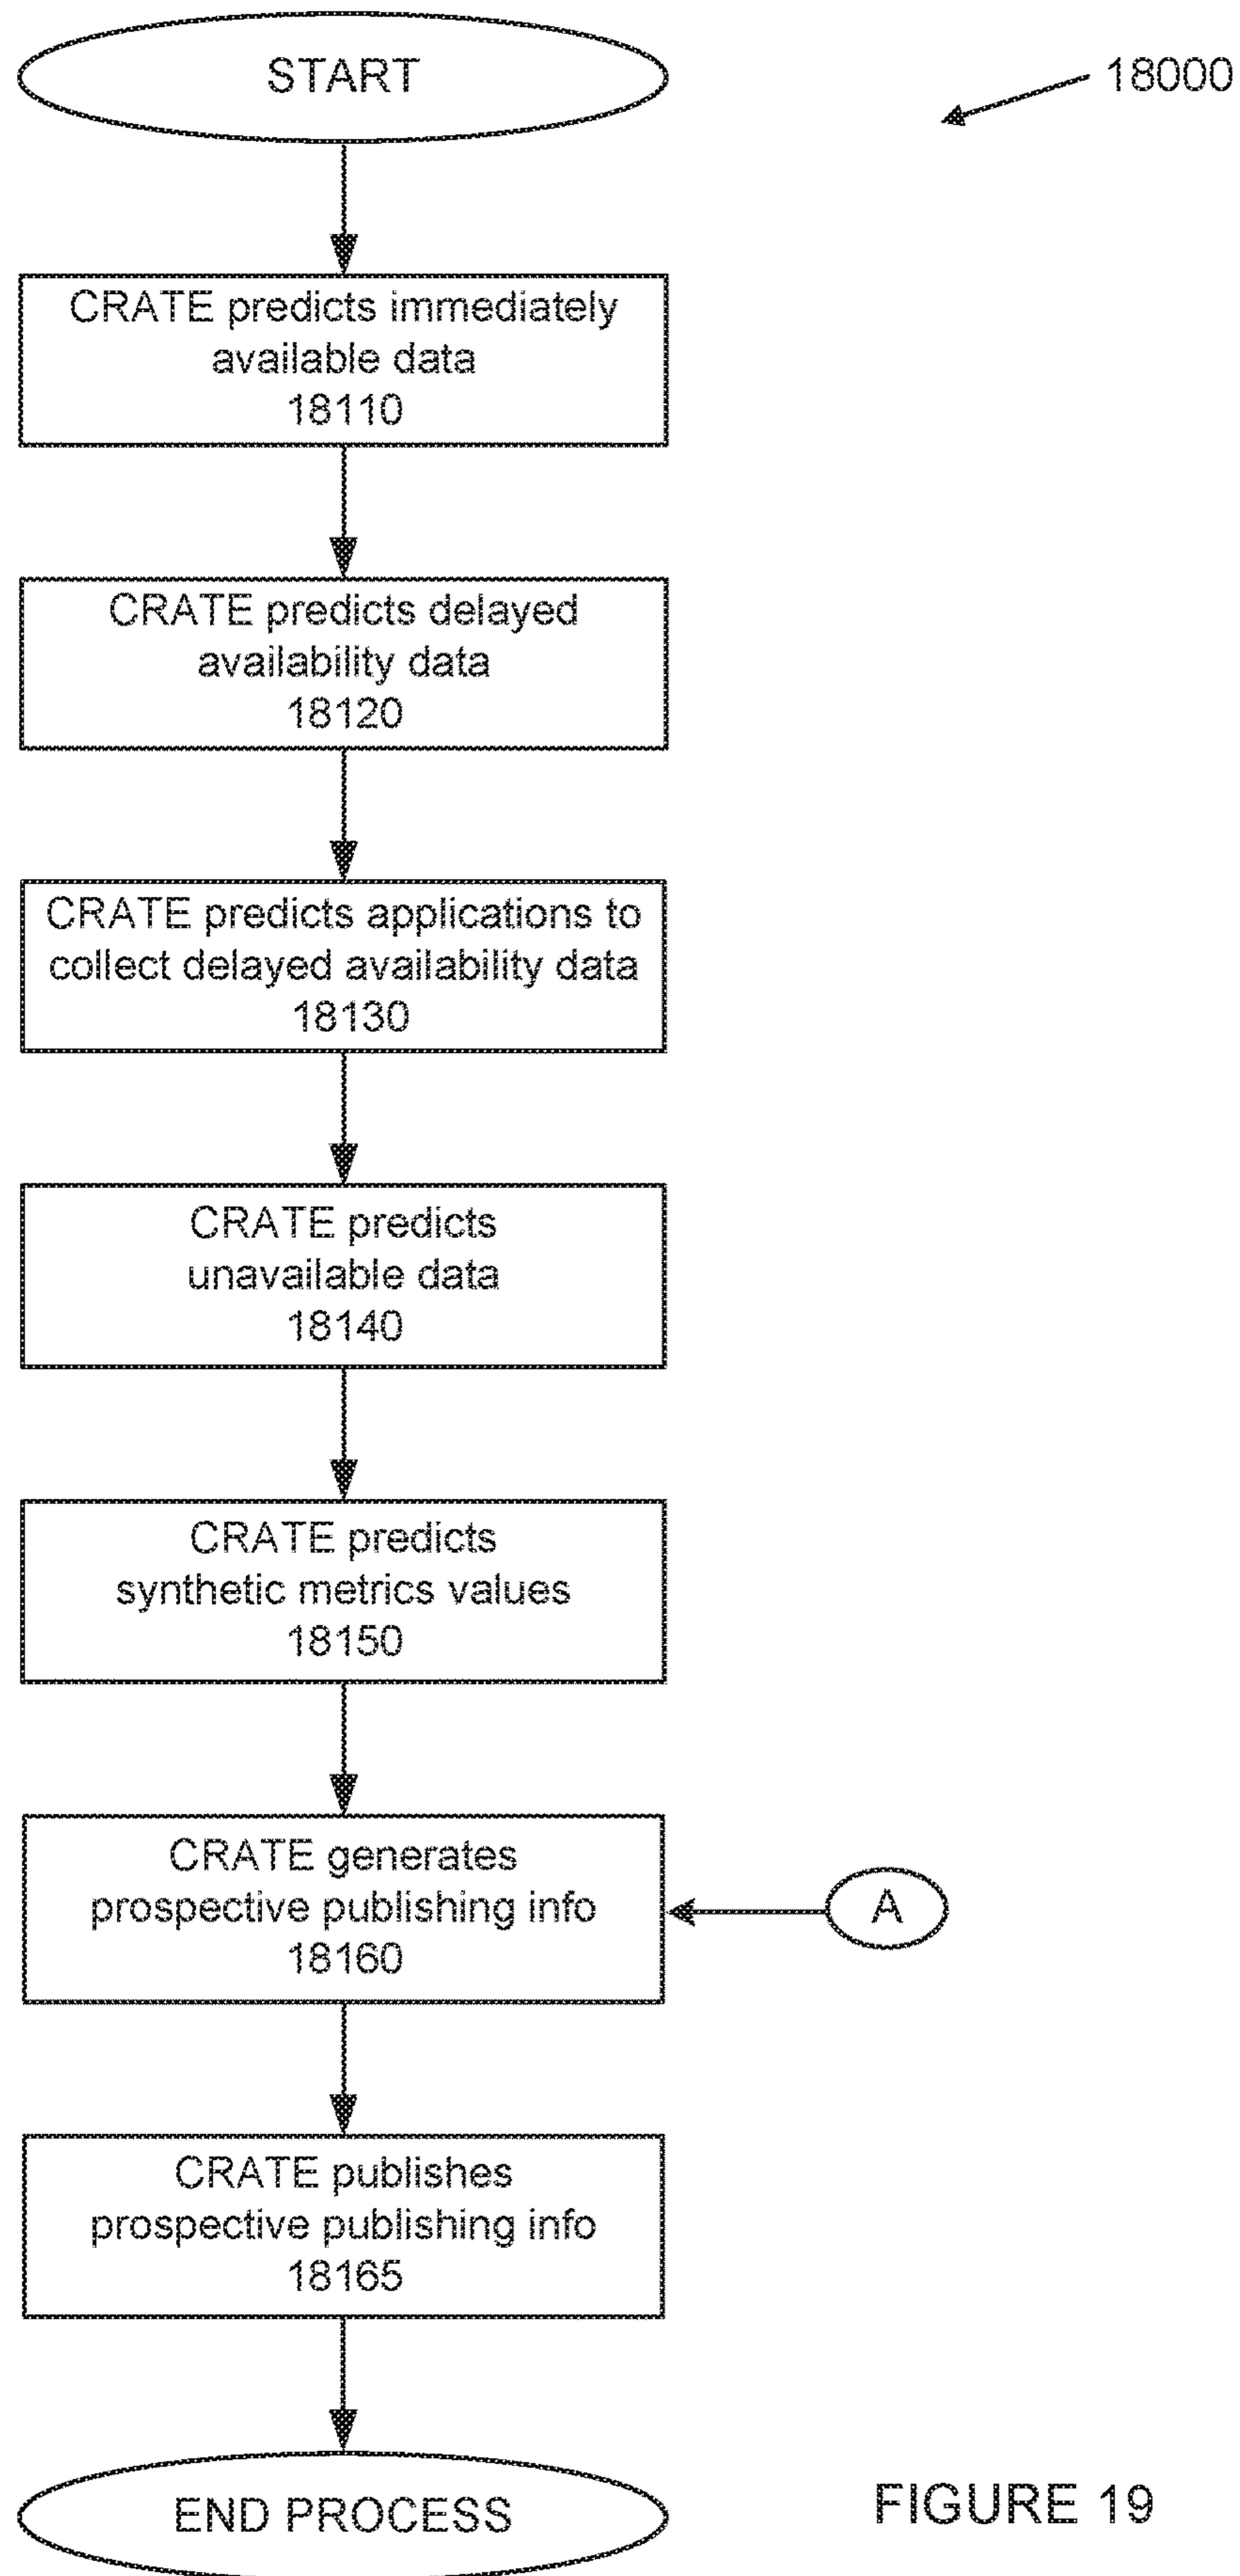 START
18000
CRATE predicts immediately
available data
18110
CRATE predicts delayed
availability data
18120
CRATE predicts applications to
collect delayed availability data
18130
CRATE predicts
unavailable data
18140
CRATE predicts
synthetic metrics values
18150
CRATE generates
prospective publishing info
18160
A
CRATE publishes
prospective publishing info
18165
END PROCESS
FIGURE 19